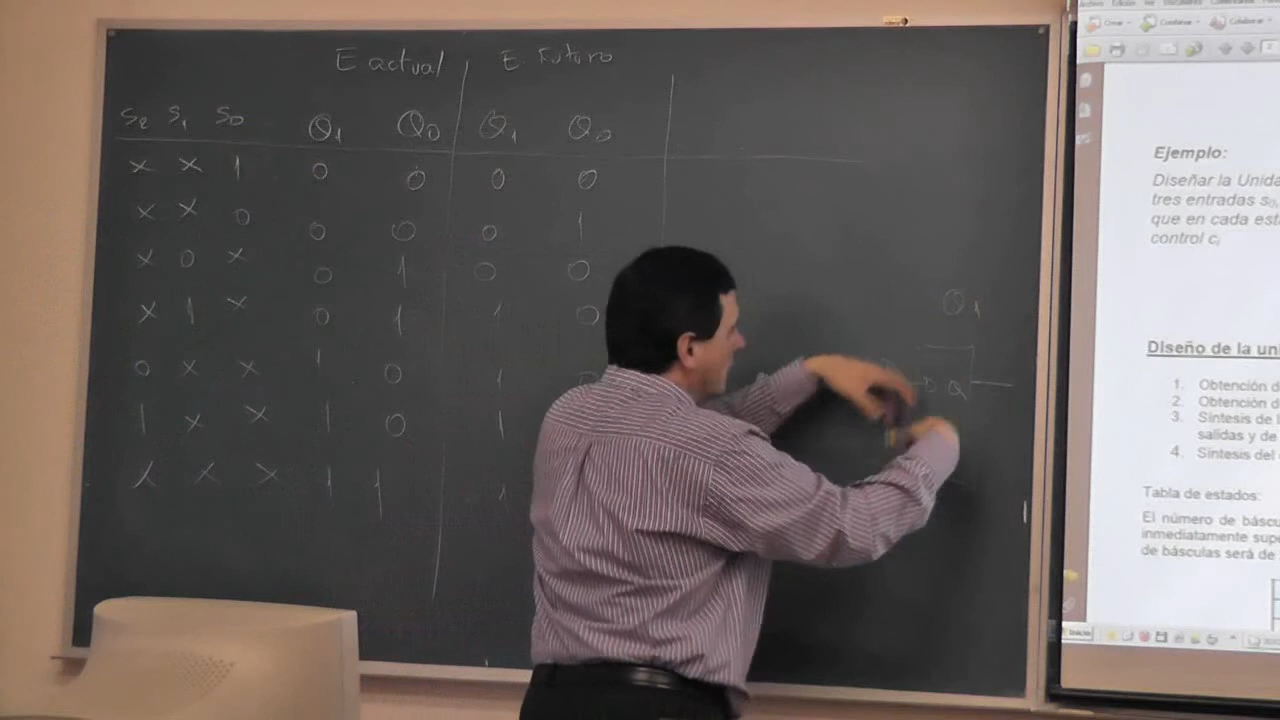 E actual E. Futuro
S2 S1 S0 Q1 Q0 Q1 Q0
X X 1 0 0 0 0
X X 0 0 0 0 1
X 0 X 0 1 0 0
X 1 X 0 1 1 0
0 X X 1 0 1
1 X X 1 0 1
X X X 1 1 1
Q1
D Q
Ejemplo:
Diseñar la Unida
tres entradas s0,
que en cada est
control ci
Diseño de la uni
1. Obtención d
2. Obtención d
3. Síntesis de l
salidas y de
4. Síntesis del
Tabla de estados:
El número de báscu
inmediatamente supe
de básculas será de
Inicio